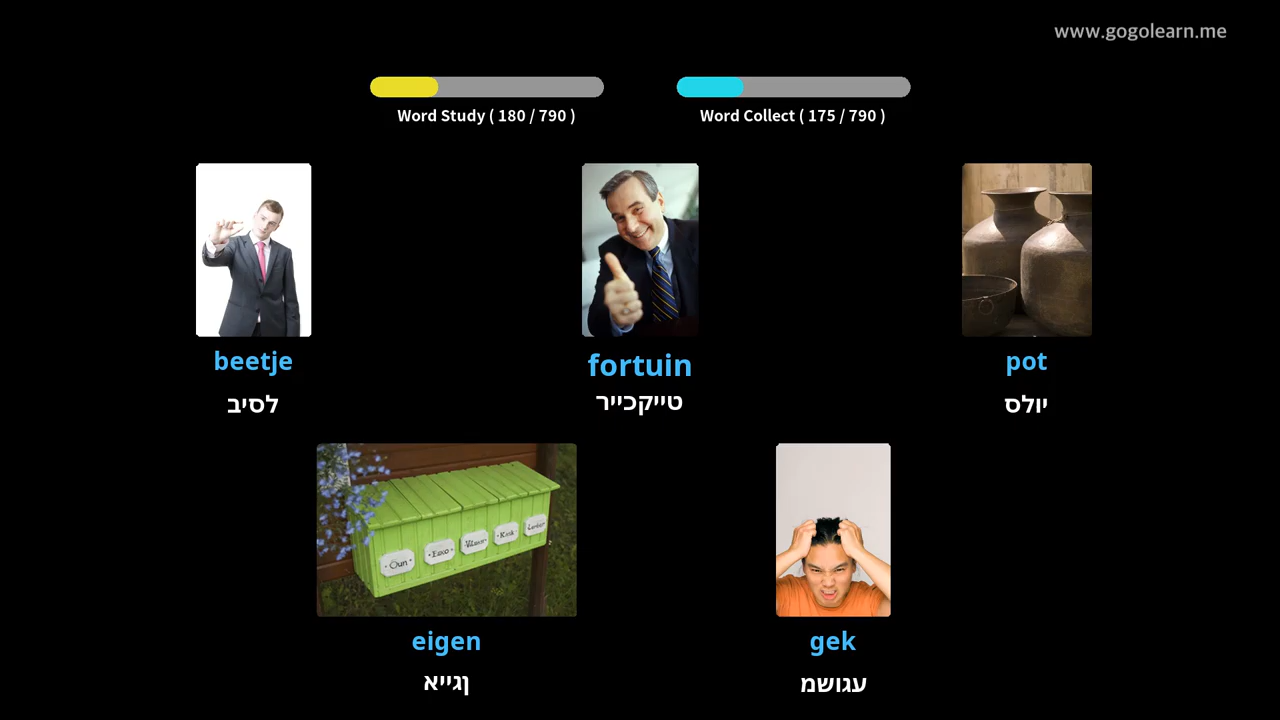 www.gogolearn.me
Word Study ( 180 / 790 )
Word Collect ( 175 / 790 )
beetje
לסיב
fortuin
טייקכייר
pot
יולס
Õun
eigen
ןגייא
gek
עגושמ